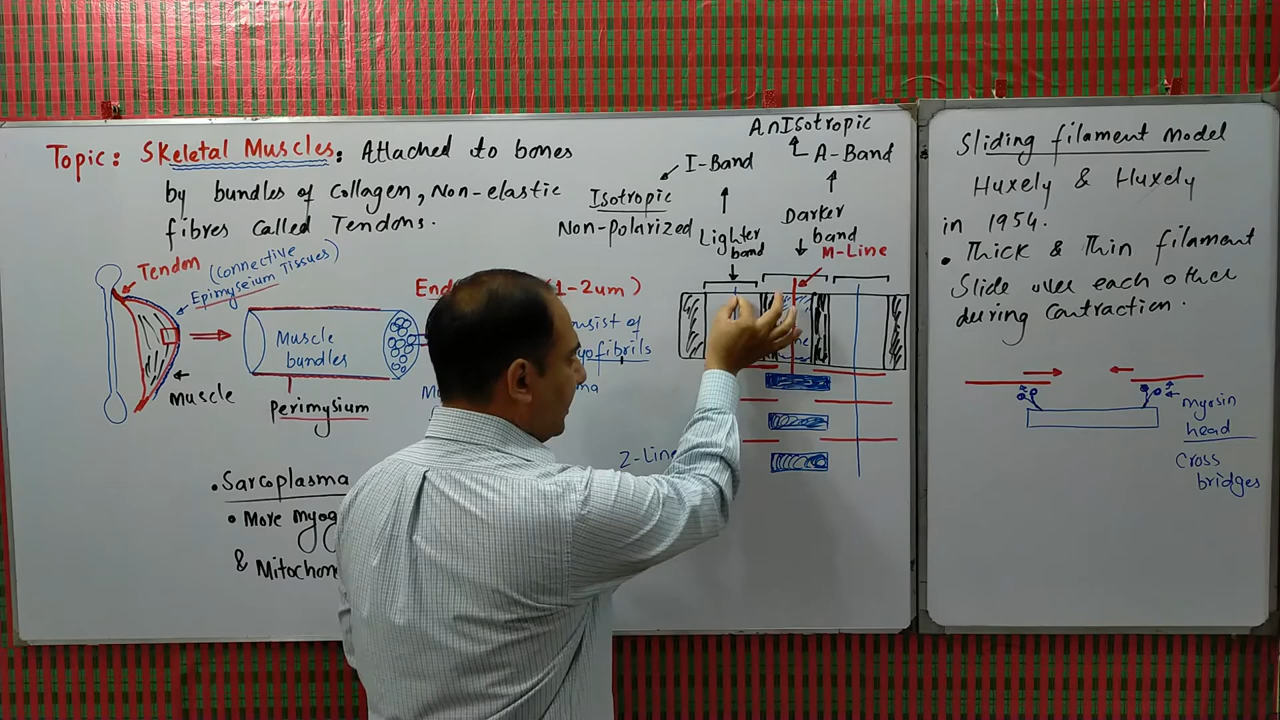 Topic: Skeletal Muscles: Attached to bones
by bundles of collagen, Non-elastic
fibres called Tendons.
Tendon
(Connective
Epimyseium Tissues)
Muscle
bundles
Muscle
perimysium
(1-2um)
of
fibrils
.Sarcoplasma
• More
&
Z-Line
AnIsotropic
I-Band
A-Band
Isotropic
Non-polarized
Lighter
band
Darker
band
M-Line
Sliding filament Model
Huxely & Huxely
in 1954.
• Thick & Thin filament
Slide over each other
during contraction.
myosin
head
Cross
bridges